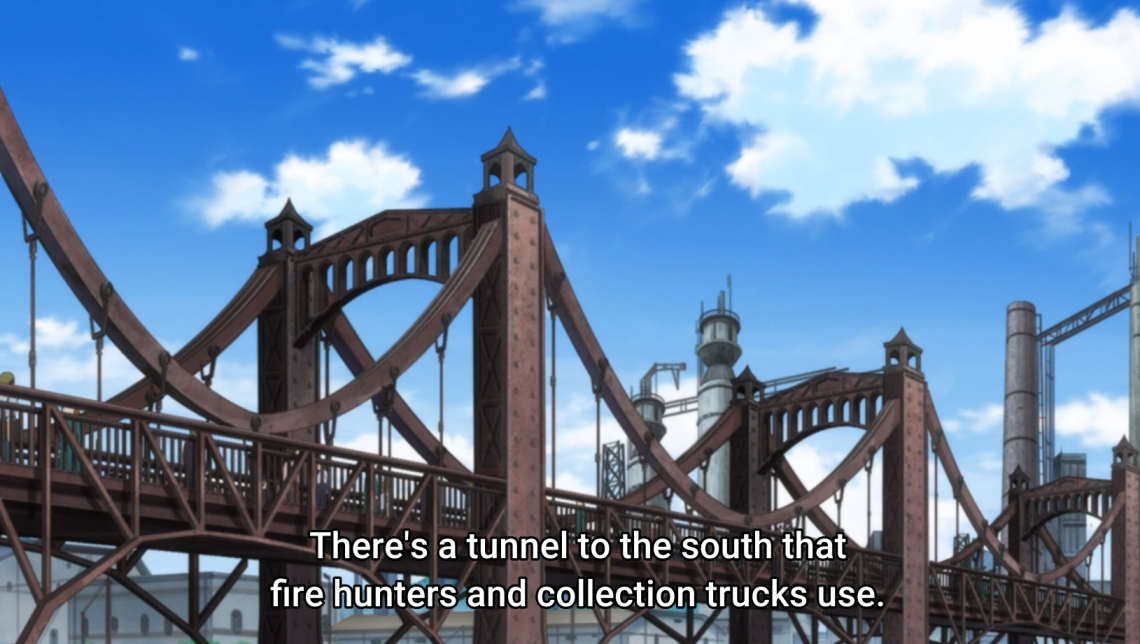 There's a tunnel to the south that
fire hunters and collection trucks use.